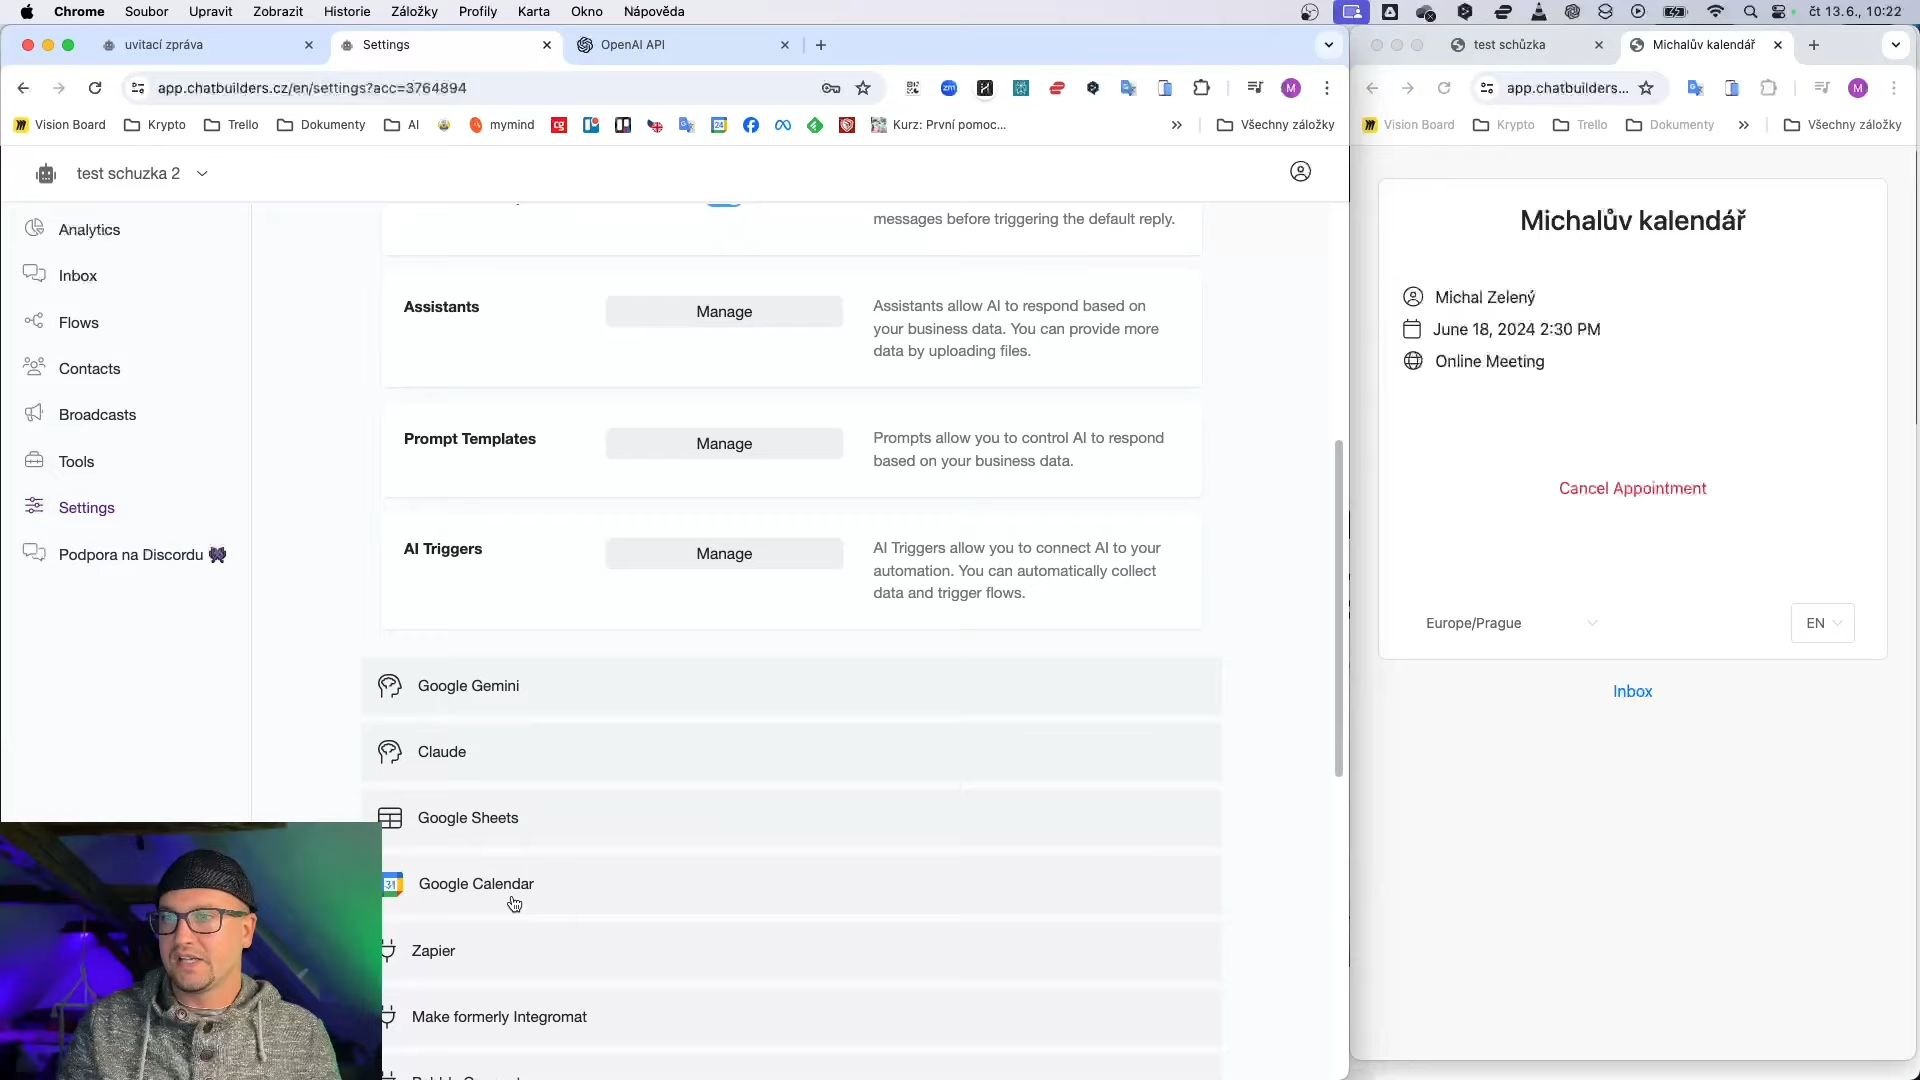 Chrome Soubor Upravit Zobrazit Historie Záložky Profily Karta Okno Nápověda
čt 13.6., 10:22
uvitací zpráva
Settings
OpenAI API
test schůzka
Michalův kalendář
app.chatbuilders.cz/en/settings?acc=3764894
app.chatbuilders...
Vision Board
Krypto
Trello
Dokumenty
AI
mymind
Kurz: První pomoc...
»
Všechny záložky
Vision Board
Krypto
Trello
Dokumenty
»
Všechny záložky
test schuzka 2
Analytics
Inbox
Flows
Contacts
Broadcasts
Tools
Settings
Podpora na Discordu
messages before triggering the default reply.
Assistants
Manage
Assistants allow AI to respond based on
your business data. You can provide more
data by uploading files.
Prompt Templates
Manage
Prompts allow you to control AI to respond
based on your business data.
AI Triggers
Manage
AI Triggers allow you to connect AI to your
automation. You can automatically collect
data and trigger flows.
Google Gemini
Claude
Google Sheets
31
Google Calendar
Zapier
Make formerly Integromat
Michalův kalendář
Michal Zelený
June 18, 2024 2:30 PM
Online Meeting
Cancel Appointment
Europe/Prague
EN
Inbox